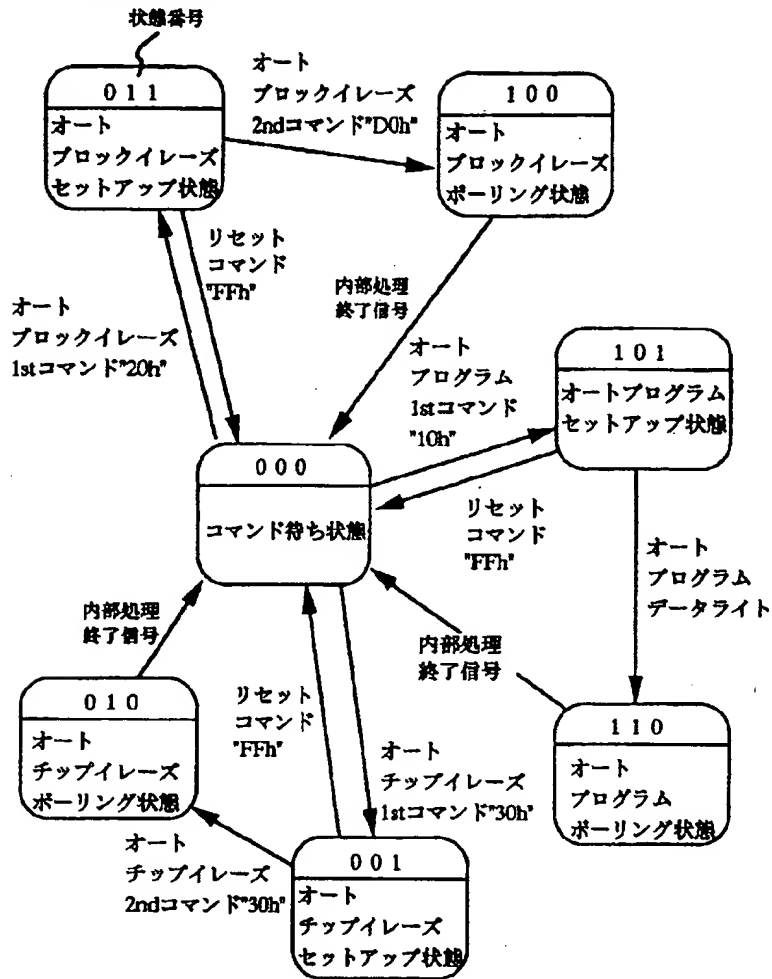 状態番号
011
オート
ブロックイレーズ
セットアップ状態
オート
ブロックイレーズ
2ndコマンド"D0h"
100
オート
ブロックイレーズ
ポーリング状態
リセット
コマンド
"FFh"
内部処理
終了信号
オート
ブロックイレーズ
1stコマンド"20h"
オート
プログラム
1stコマンド
"10h"
101
オートプログラム
セットアップ状態
000
コマンド待ち状態
リセット
コマンド
"FFh"
オート
プログラム
データライト
内部処理
終了信号
内部処理
終了信号
リセット
コマンド
"FFh"
010
オート
チップイレーズ
ポーリング状態
オート
チップイレーズ
1stコマンド"30h"
110
オート
プログラム
ポーリング状態
オート
チップイレーズ
2ndコマンド"30h"
001
オート
チップイレーズ
セットアップ状態